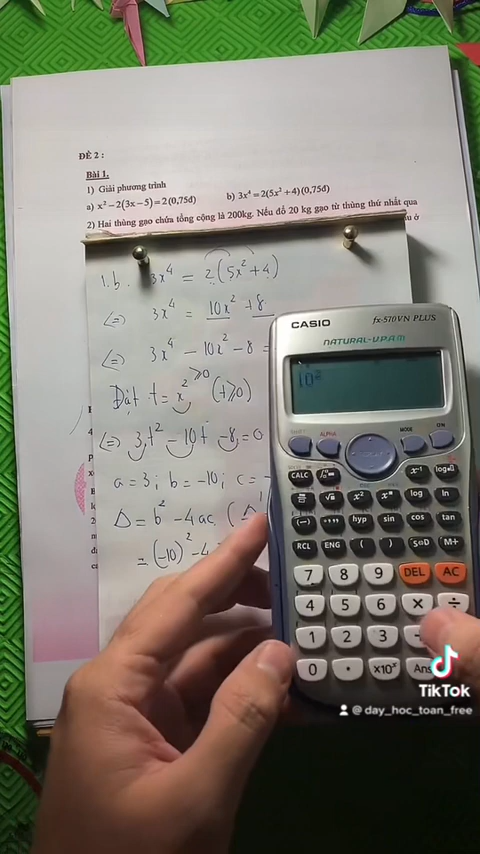 ĐỀ 2 :
Bài 1.
1) Giải phương trình
a) x² − 2(3x − 5) = 2 (0,75đ) b) 3x⁴ = 2(5x² + 4) (0,75đ)
2) Hai thùng gạo chứa tổng cộng là 200kg. Nếu đổ 20 kg gạo từ thùng thứ nhất qua
1.b. 3x⁴ = 2(5x² + 4)
(=) 3x⁴ = 10x² + 8
(=) 3x⁴ − 10x² − 8 =
Đặt t = x² ≥0 (t ≥ 0)
(=) 3t² − 10t − 8 = 0
a = 3; b = −10; c =
Δ = b² − 4ac (Δ'
= (−10)² − 4
CASIO fx-570VN PLUS
NATURAL-V.P.A.M.
10²
SHIFT ALPHA MODE ON
CALC x⁻¹ log
x² log ln
(−) hyp sin cos tan
RCL ENG ( ) S⇔D M+
7 8 9 DEL AC
4 5 6 × ÷
1 2 3 −
0 · ×10ˣ Ans
TikTok
@ day_hoc_toan_free